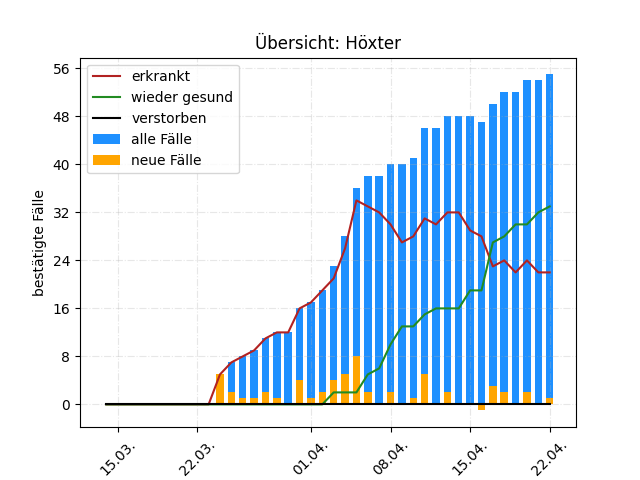 Übersicht: Höxter
erkrankt
wieder gesund
verstorben
alle Fälle
neue Fälle
bestätigte Fälle
56
48
40
32
24
16
8
0
15.03.
22.03.
01.04.
08.04.
15.04.
22.04.